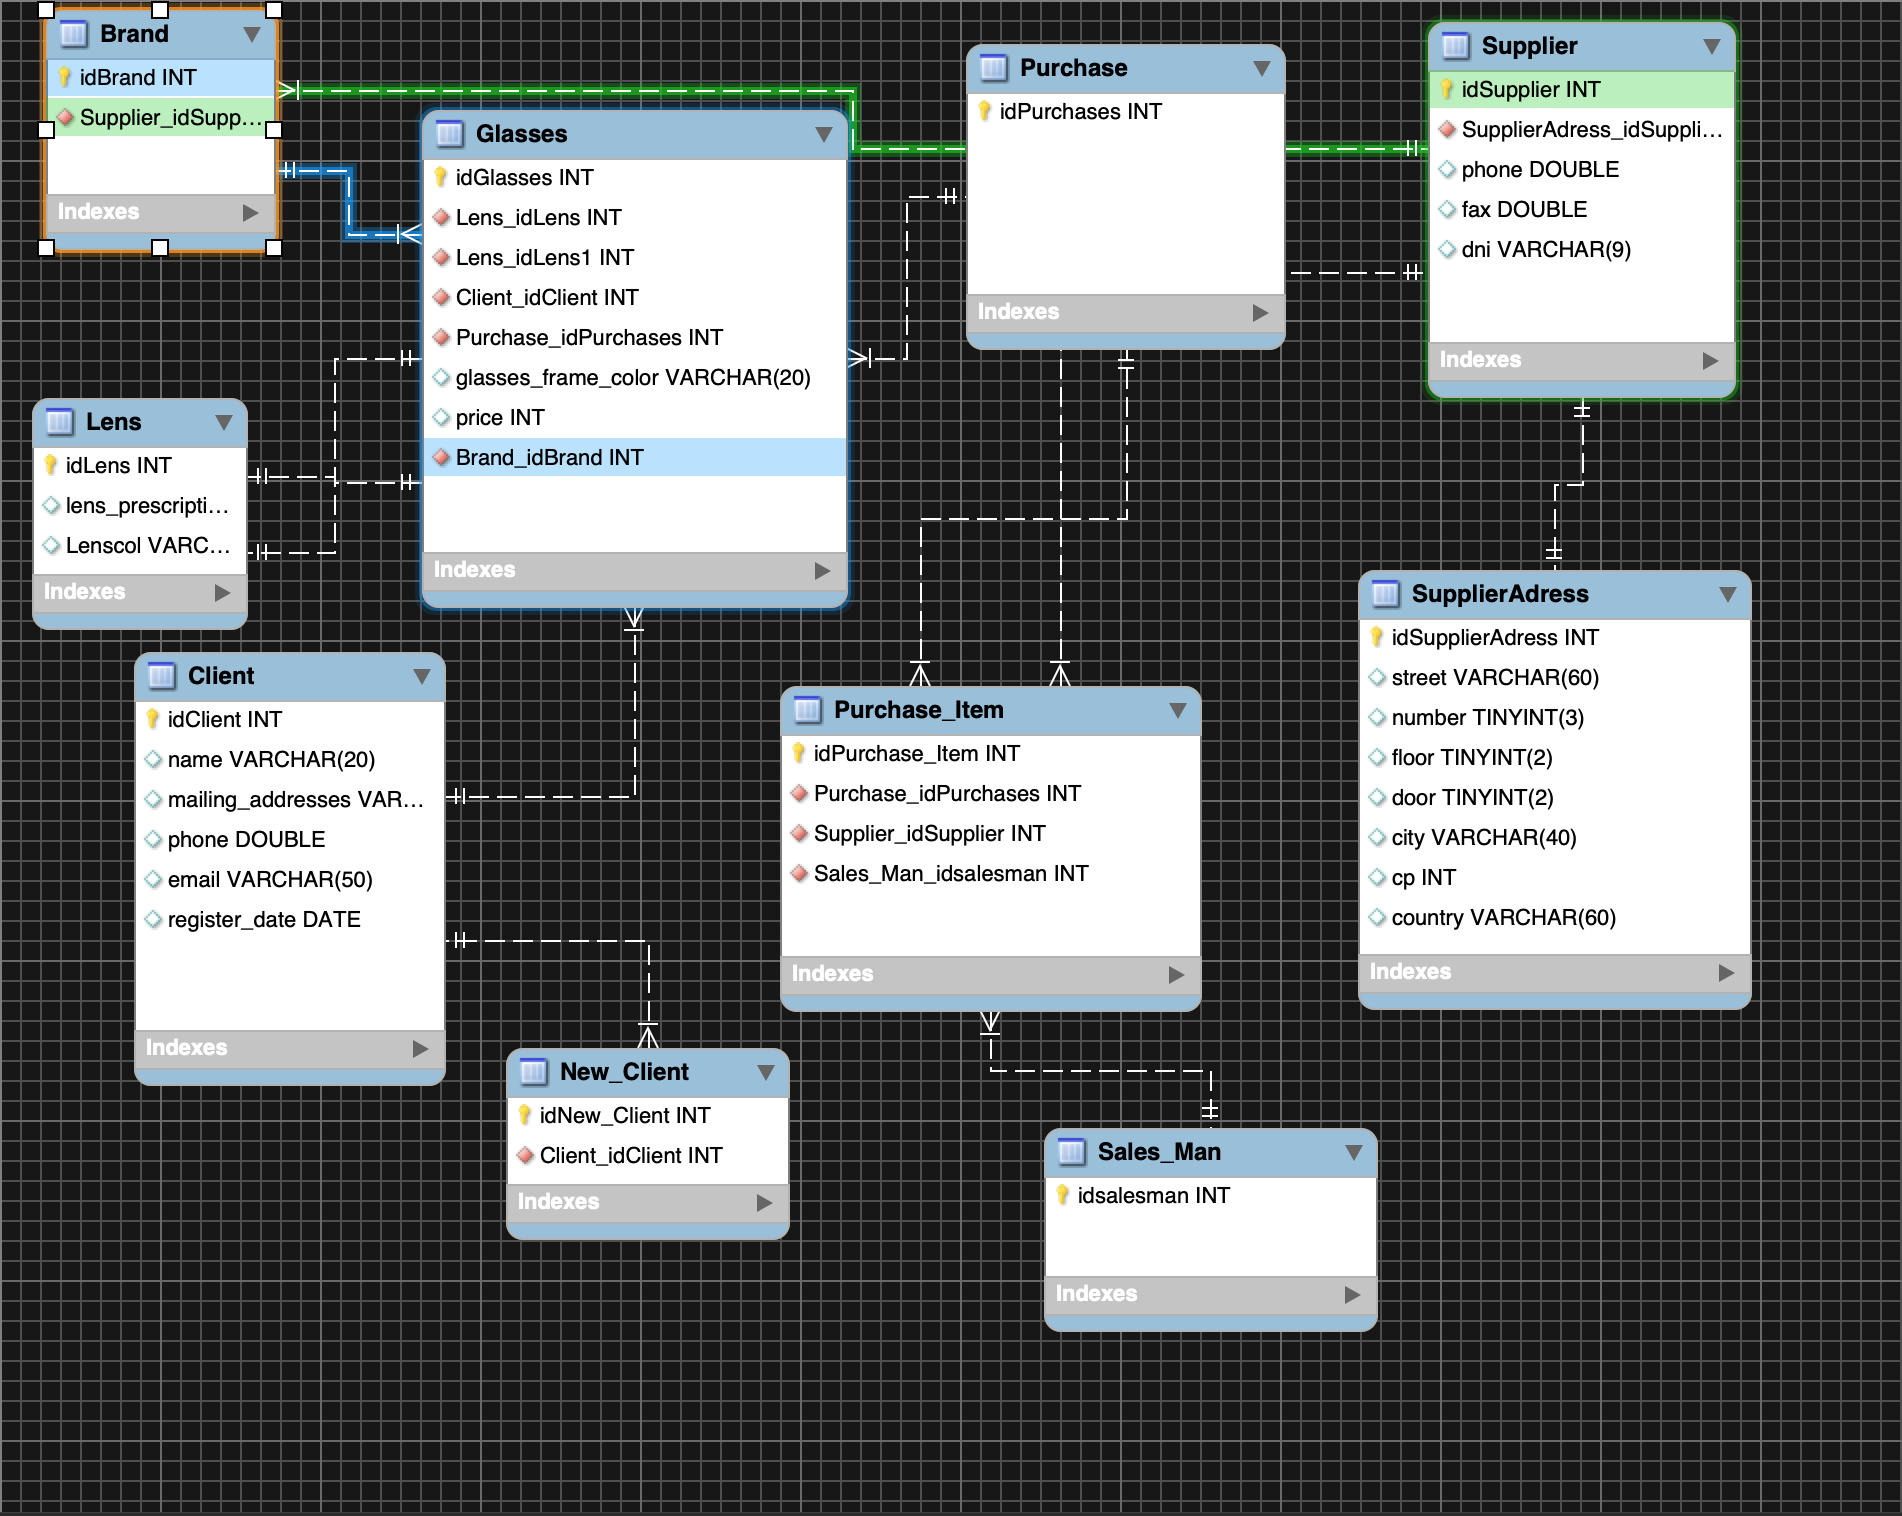 Brand
idBrand INT
Supplier_idSupp...
Indexes
Glasses
idGlasses INT
Lens_idLens INT
Lens_idLens1 INT
Client_idClient INT
Purchase_idPurchases INT
glasses_frame_color VARCHAR(20)
price INT
Brand_idBrand INT
Indexes
Purchase
idPurchases INT
Indexes
Supplier
idSupplier INT
SupplierAdress_idSuppli...
phone DOUBLE
fax DOUBLE
dni VARCHAR(9)
Indexes
Lens
idLens INT
lens_prescripti...
Lenscol VARC...
Indexes
Client
idClient INT
name VARCHAR(20)
mailing_addresses VAR...
phone DOUBLE
email VARCHAR(50)
register_date DATE
Indexes
Purchase_Item
idPurchase_Item INT
Purchase_idPurchases INT
Supplier_idSupplier INT
Sales_Man_idsalesman INT
Indexes
SupplierAdress
idSupplierAdress INT
street VARCHAR(60)
number TINYINT(3)
floor TINYINT(2)
door TINYINT(2)
city VARCHAR(40)
cp INT
country VARCHAR(60)
Indexes
New_Client
idNew_Client INT
Client_idClient INT
Indexes
Sales_Man
idsalesman INT
Indexes